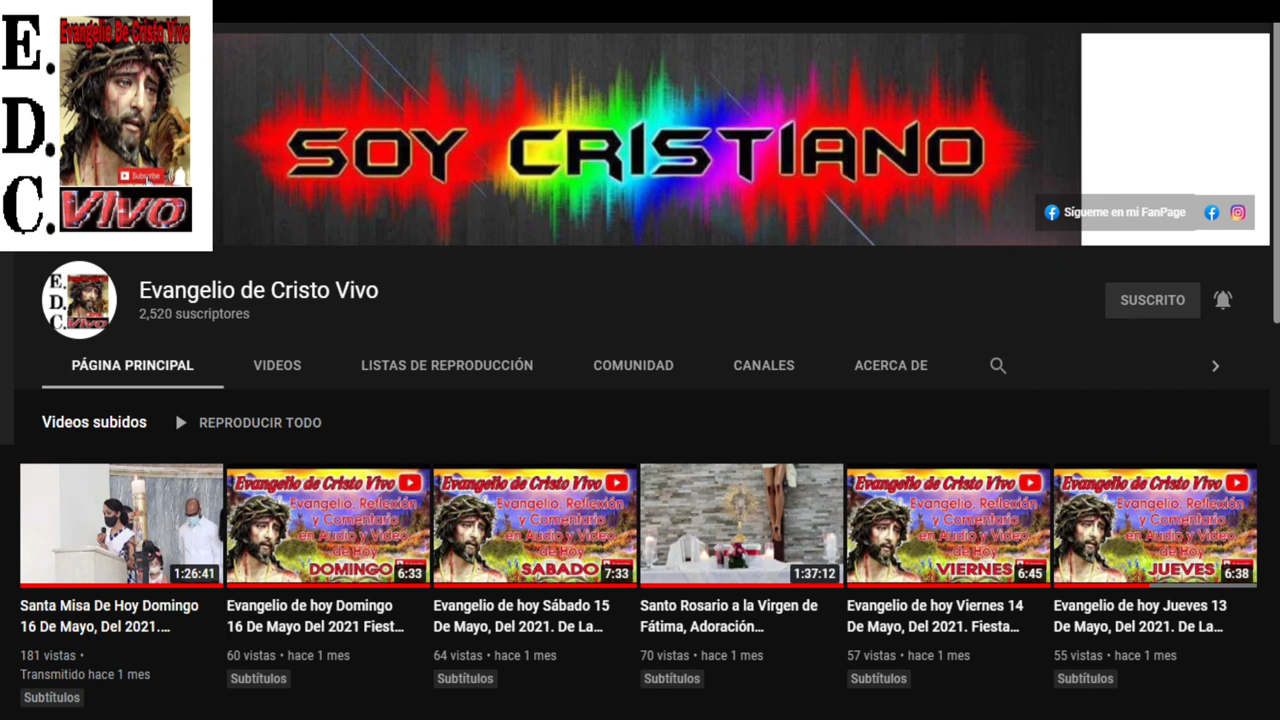 E.
D.
C.
Evangelio De Cristo Vivo
Subscribe
Vivo
SOY CRISTIANO
Sígueme en mi FanPage
E.
D.
C.
Vivo
Evangelio de Cristo Vivo
2,520 suscriptores
SUSCRITO
PÁGINA PRINCIPAL
VIDEOS
LISTAS DE REPRODUCCIÓN
COMUNIDAD
CANALES
ACERCA DE
Videos subidos
REPRODUCIR TODO
1:26:41
Santa Misa De Hoy Domingo
16 De Mayo, Del 2021....
181 vistas •
Transmitido hace 1 mes
Subtítulos
Evangelio de Cristo Vivo
Evangelio, Reflexión
y Comentario
en Audio y Video
de Hoy
DOMINGO
6:33
Evangelio de hoy Domingo
16 De Mayo Del 2021 Fiest...
60 vistas • hace 1 mes
Subtítulos
Evangelio de Cristo Vivo
Evangelio, Reflexión
y Comentario
en Audio y Video
de Hoy
SABADO
7:33
Evangelio de hoy Sábado 15
De Mayo, Del 2021. De La...
64 vistas • hace 1 mes
Subtítulos
1:37:12
Santo Rosario a la Virgen de
Fátima, Adoración...
70 vistas • hace 1 mes
Subtítulos
Evangelio de Cristo Vivo
Evangelio, Reflexión
y Comentario
en Audio y Video
de Hoy
VIERNES
6:45
Evangelio de hoy Viernes 14
De Mayo, Del 2021. Fiesta...
57 vistas • hace 1 mes
Subtítulos
Evangelio de Cristo Vivo
Evangelio, Reflexión
y Comentario
en Audio y Video
de Hoy
JUEVES
6:38
Evangelio de hoy Jueves 13
De Mayo, Del 2021. De La...
55 vistas • hace 1 mes
Subtítulos